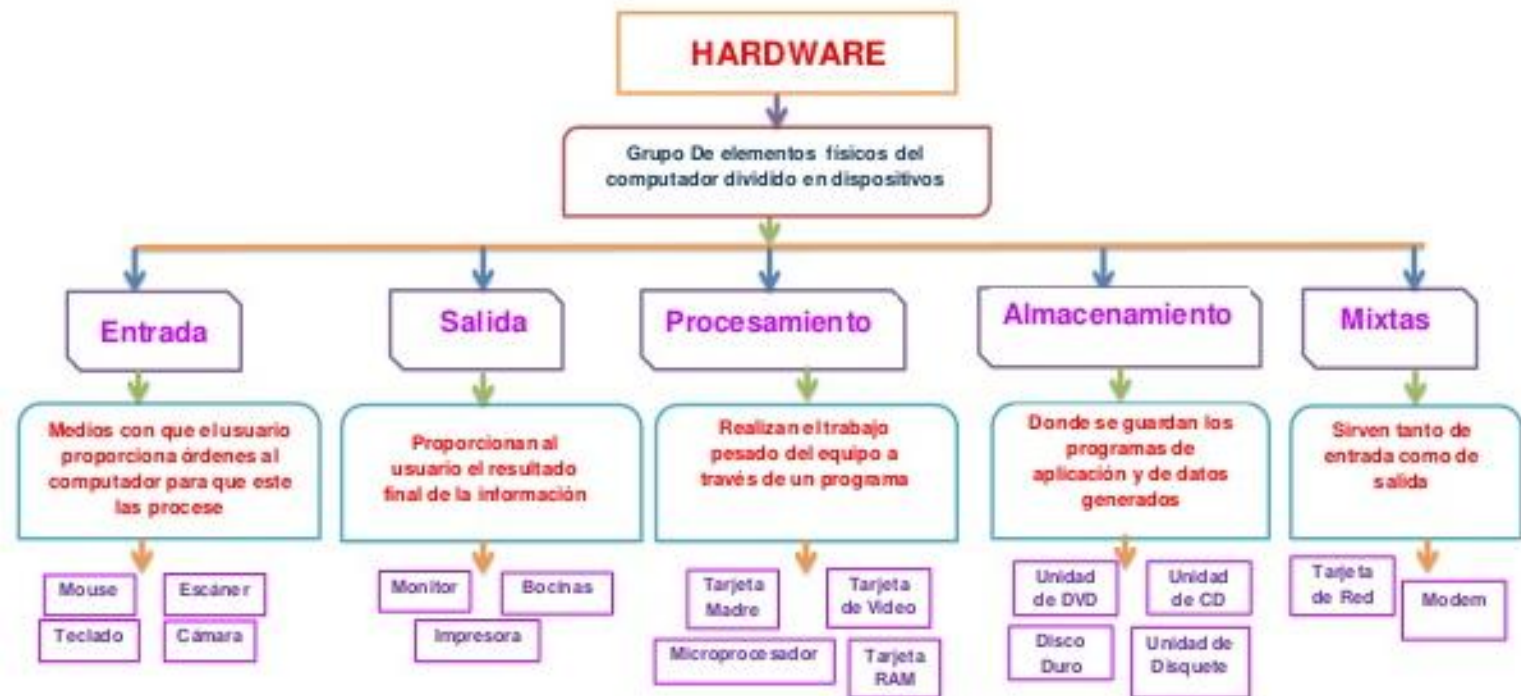 HARDWARE
Grupo De elementos físicos del
computador dividido en dispositivos
Entrada
Salida
Procesamiento
Almacenamiento
Mixtas
Medios con que el usuario
proporciona órdenes al
computador para que este
las procese
Proporcionan al
usuario el resultado
final de la información
Realizan el trabajo
pesado del equipo a
través de un programa
Donde se guardan los
programas de
aplicación y de datos
generados
Sirven tanto de
entrada como de
salida
Mouse
Escáner
Teclado
Cámara
Monitor
Bocinas
Impresora
Tarjeta
Madre
Tarjeta
de Video
Microprocesador
Tarjeta
RAM
Unidad
de DVD
Unidad
de CD
Disco
Duro
Unidad de
Disquete
Tarjeta
de Red
Modem